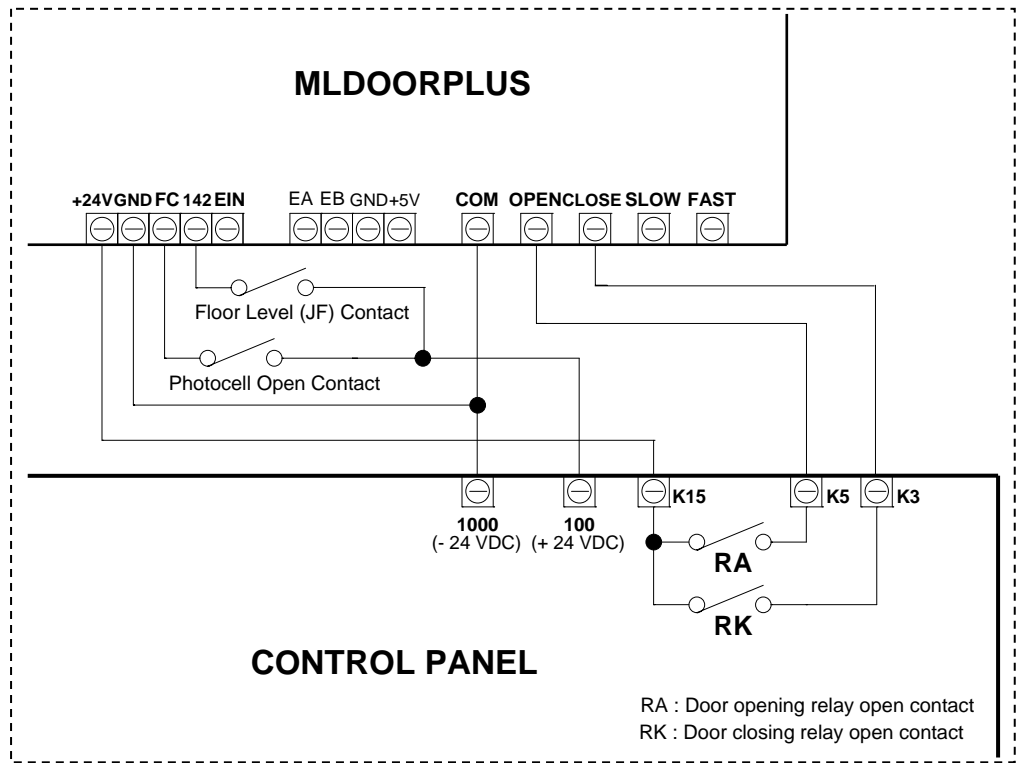 MLDOORPLUS
+24V GND FC 142 EIN EA EB GND +5V COM OPEN CLOSE SLOW FAST
Floor Level (JF) Contact
Photocell Open Contact
K15 K5 K3
1000 100
(- 24 VDC) (+ 24 VDC)
RA
RK
CONTROL PANEL
RA : Door opening relay open contact
RK : Door closing relay open contact